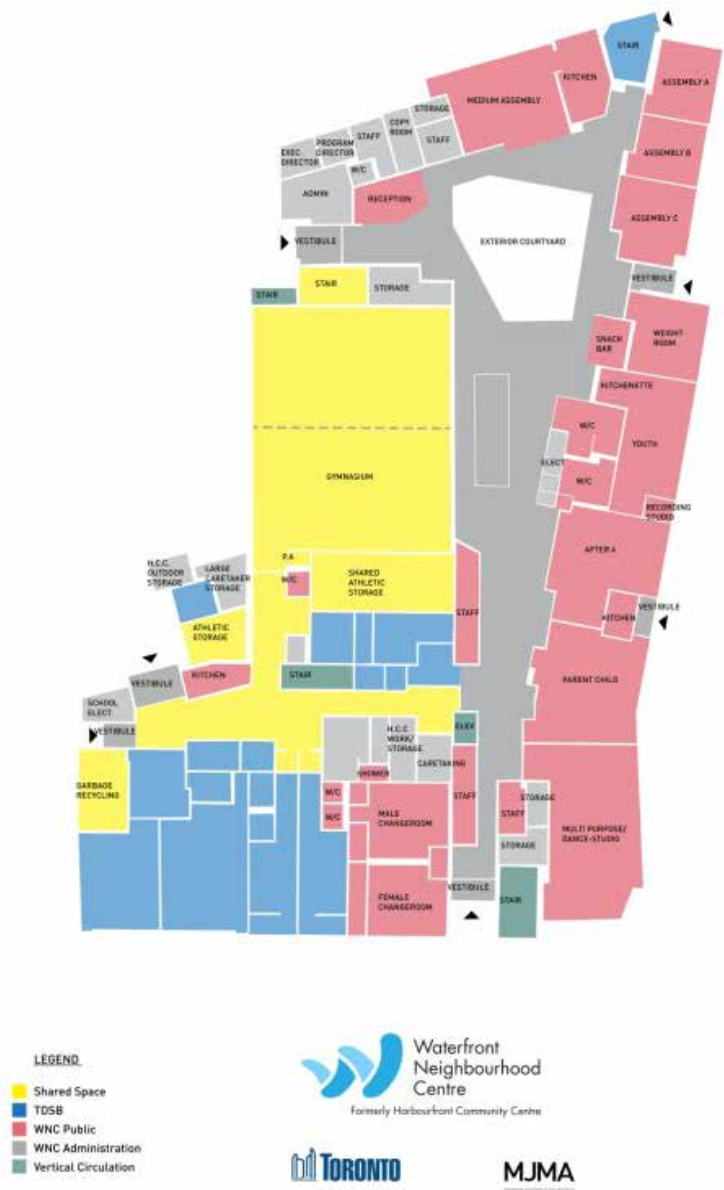 STAIR
KITCHEN
ASSEMBLY A
MEDIUM ASSEMBLY
STORAGE
COPY
ROOM
STAFF
STAFF
PROGRAM
DIRECTOR
EXEC.
DIRECTOR
W/C
ASSEMBLY B
ADMIN
RECEPTION
ASSEMBLY C
VESTIBULE
EXTERIOR COURTYARD
VESTIBULE
STAIR
STAIR
STORAGE
SNACK
BAR
WEIGHT
ROOM
KITCHENETTE
W/C
YOUTH
ELECT
W/C
GYMNASIUM
RECORDING
STUDIO
AFTER 4
P.A
H.C.C.
OUTDOOR
STORAGE
LARGE
CARETAKER
STORAGE
W/C
SHARED
ATHLETIC
STORAGE
STAFF
KITCHEN
VESTIBULE
ATHLETIC
STORAGE
KITCHEN
STAIR
PARENT CHILD
VESTIBULE
SCHOOL
ELECT.
VESTIBULE
H.C.C
WORK/
STORAGE
ELEV
CARETAKING
SHOWER
GARBAGE
RECYCLING
W/C
W/C
MALE
CHANGEROOM
STAFF
STORAGE
STAFF
MULTI PURPOSE/
DANCE-STUDIO
STORAGE
VESTIBULE
FEMALE
CHANGEROOM
STAIR
LEGEND
Shared Space
TDSB
WNC Public
WNC Administration
Vertical Circulation
Waterfront
Neighbourhood
Centre
Formerly Harbourfront Community Centre
TORONTO
MJMA